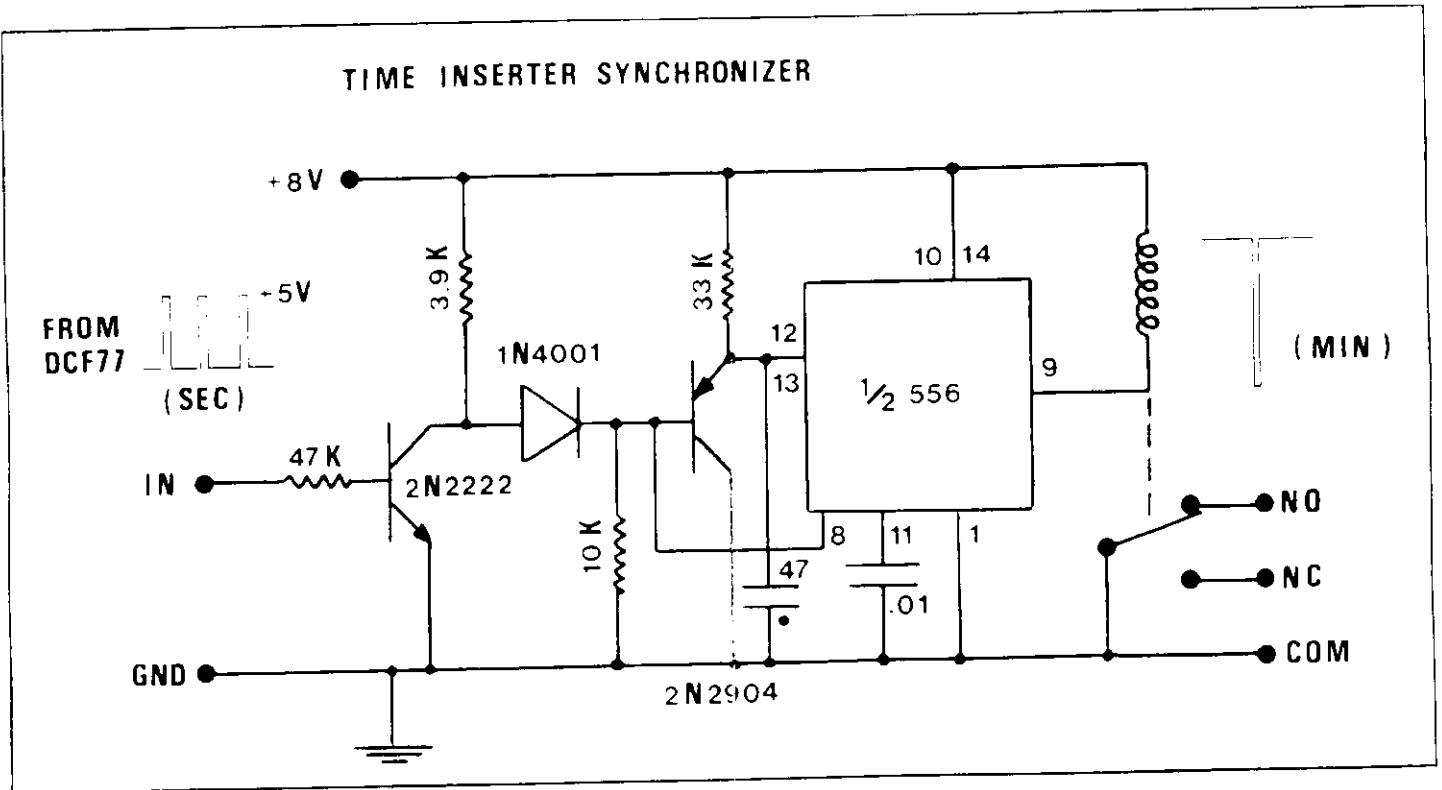 TIME INSERTER SYNCHRONIZER
+8V
10 14
3.9K
33K
+5V
FROM
DCF77
(SEC)
1N4001
12
13
1/2 556
9
(MIN)
47K
IN
2N2222
10K
8
11
1
47
.01
NO
NC
GND
2N2904
COM